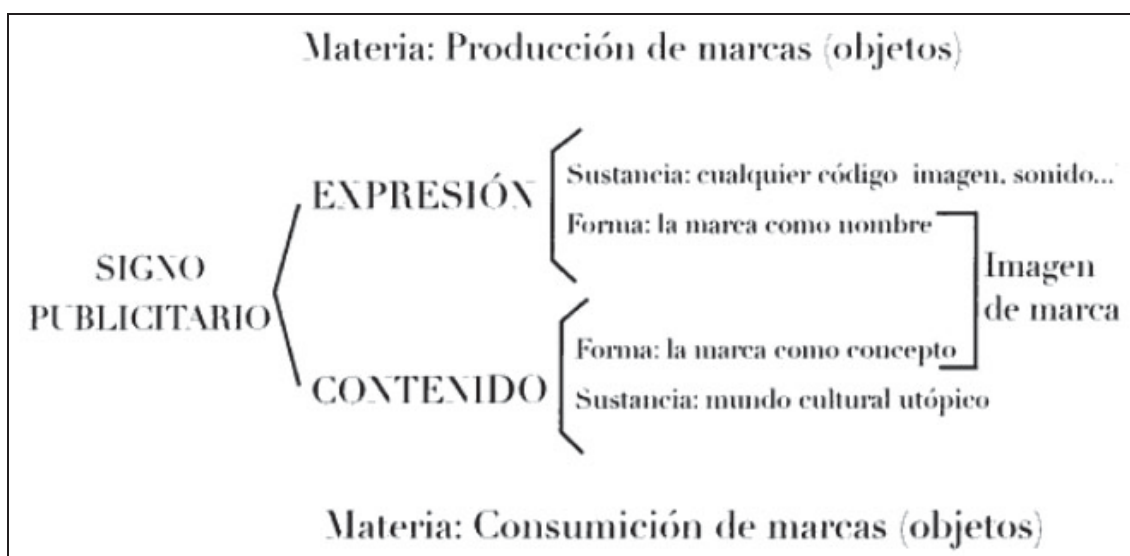 Materia: Producción de marcas (objetos)
EXPRESIÓN
Sustancia: cualquier código imagen, sonido...
Forma: la marca como nombre
SIGNO
PUBLICITARIO
Imagen
de marca
CONTENIDO
Forma: la marca como concepto
Sustancia: mundo cultural utópico
Materia: Consumición de marcas (objetos)